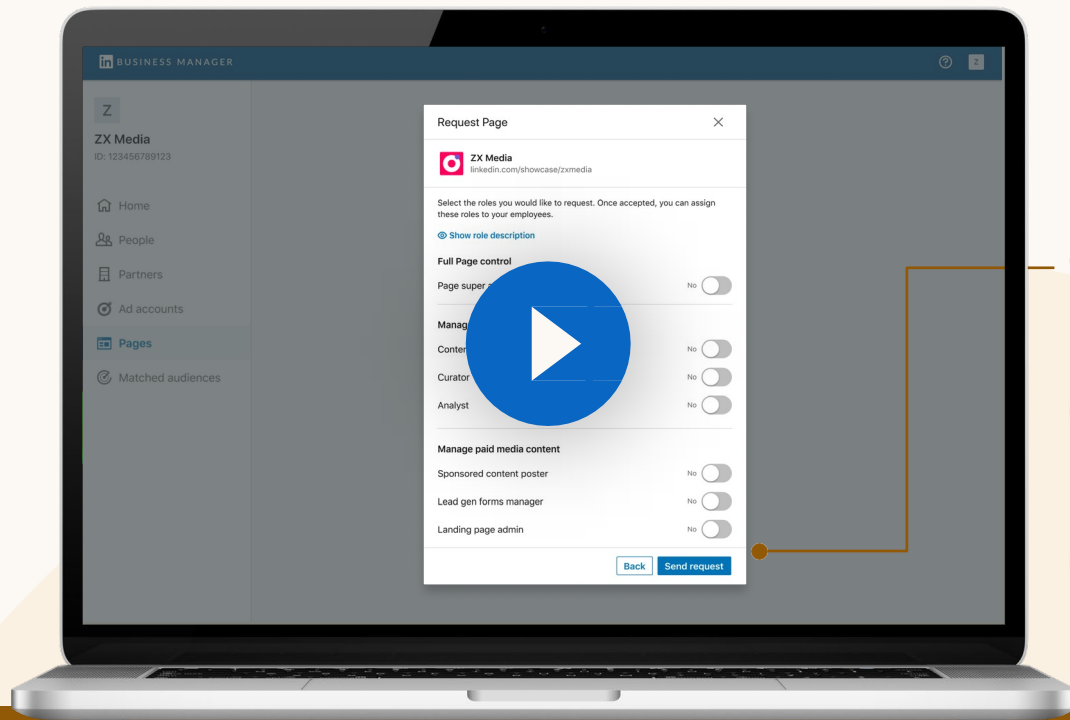 in BUSINESS MANAGER
Z
Z
ZX Media
ID: 123456789123
Home
People
Partners
Ad accounts
Pages
Matched audiences
Request Page
ZX Media
linkedin.com/showcase/zxmedia
Select the roles you would like to request. Once accepted, you can assign
these roles to your employees.
Show role description
Full Page control
Page super
No
No
Curator
No
Analyst
No
Manage paid media content
Sponsored content poster
No
Lead gen forms manager
No
Landing page admin
No
Back
Send request